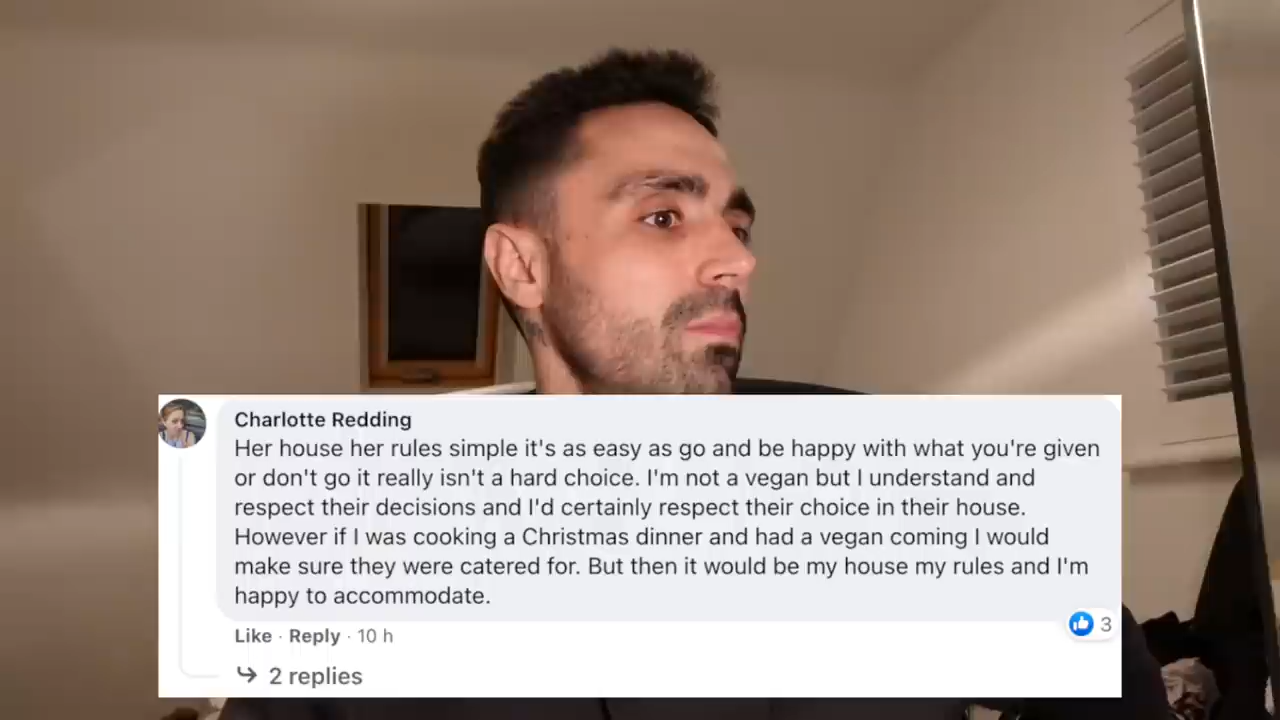 Charlotte Redding
Her house her rules simple it's as easy as go and be happy with what you're given
or don't go it really isn't a hard choice. I'm not a vegan but I understand and
respect their decisions and I'd certainly respect their choice in their house.
However if I was cooking a Christmas dinner and had a vegan coming I would
make sure they were catered for. But then it would be my house my rules and I'm
happy to accommodate.
Like · Reply · 10 h
3
2 replies